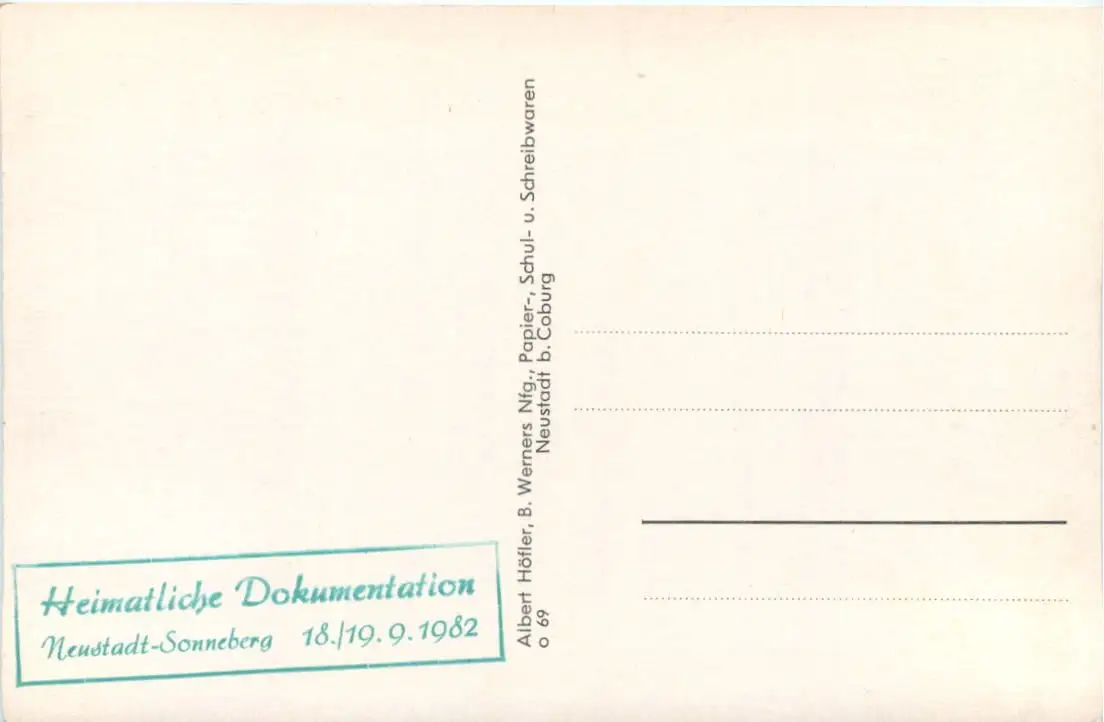 Heimatliche Dokumentation
Neustadt-Sonneberg 18./19.9.1982
Albert Höfler, B. Werners Nfg., Papier-, Schul- u. Schreibwaren
o 69 Neustadt b. Coburg